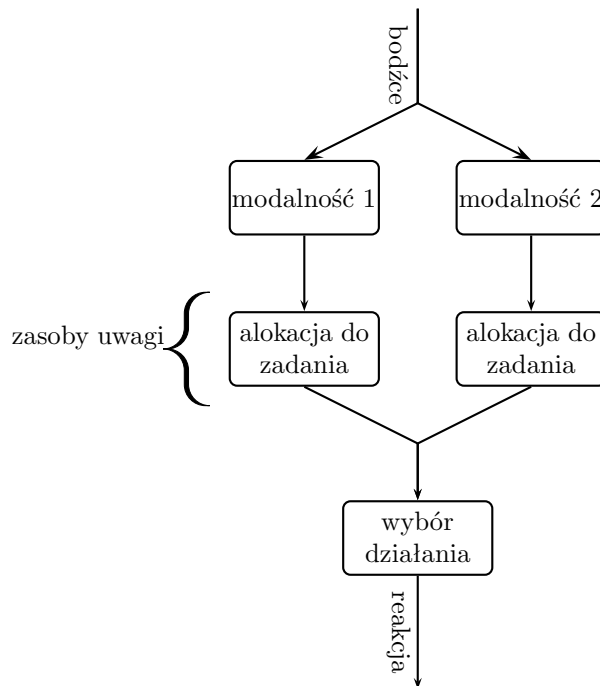 bodźce
modalność 1
modalność 2
zasoby uwagi
alokacja do
zadania
alokacja do
zadania
wybór
działania
reakcja